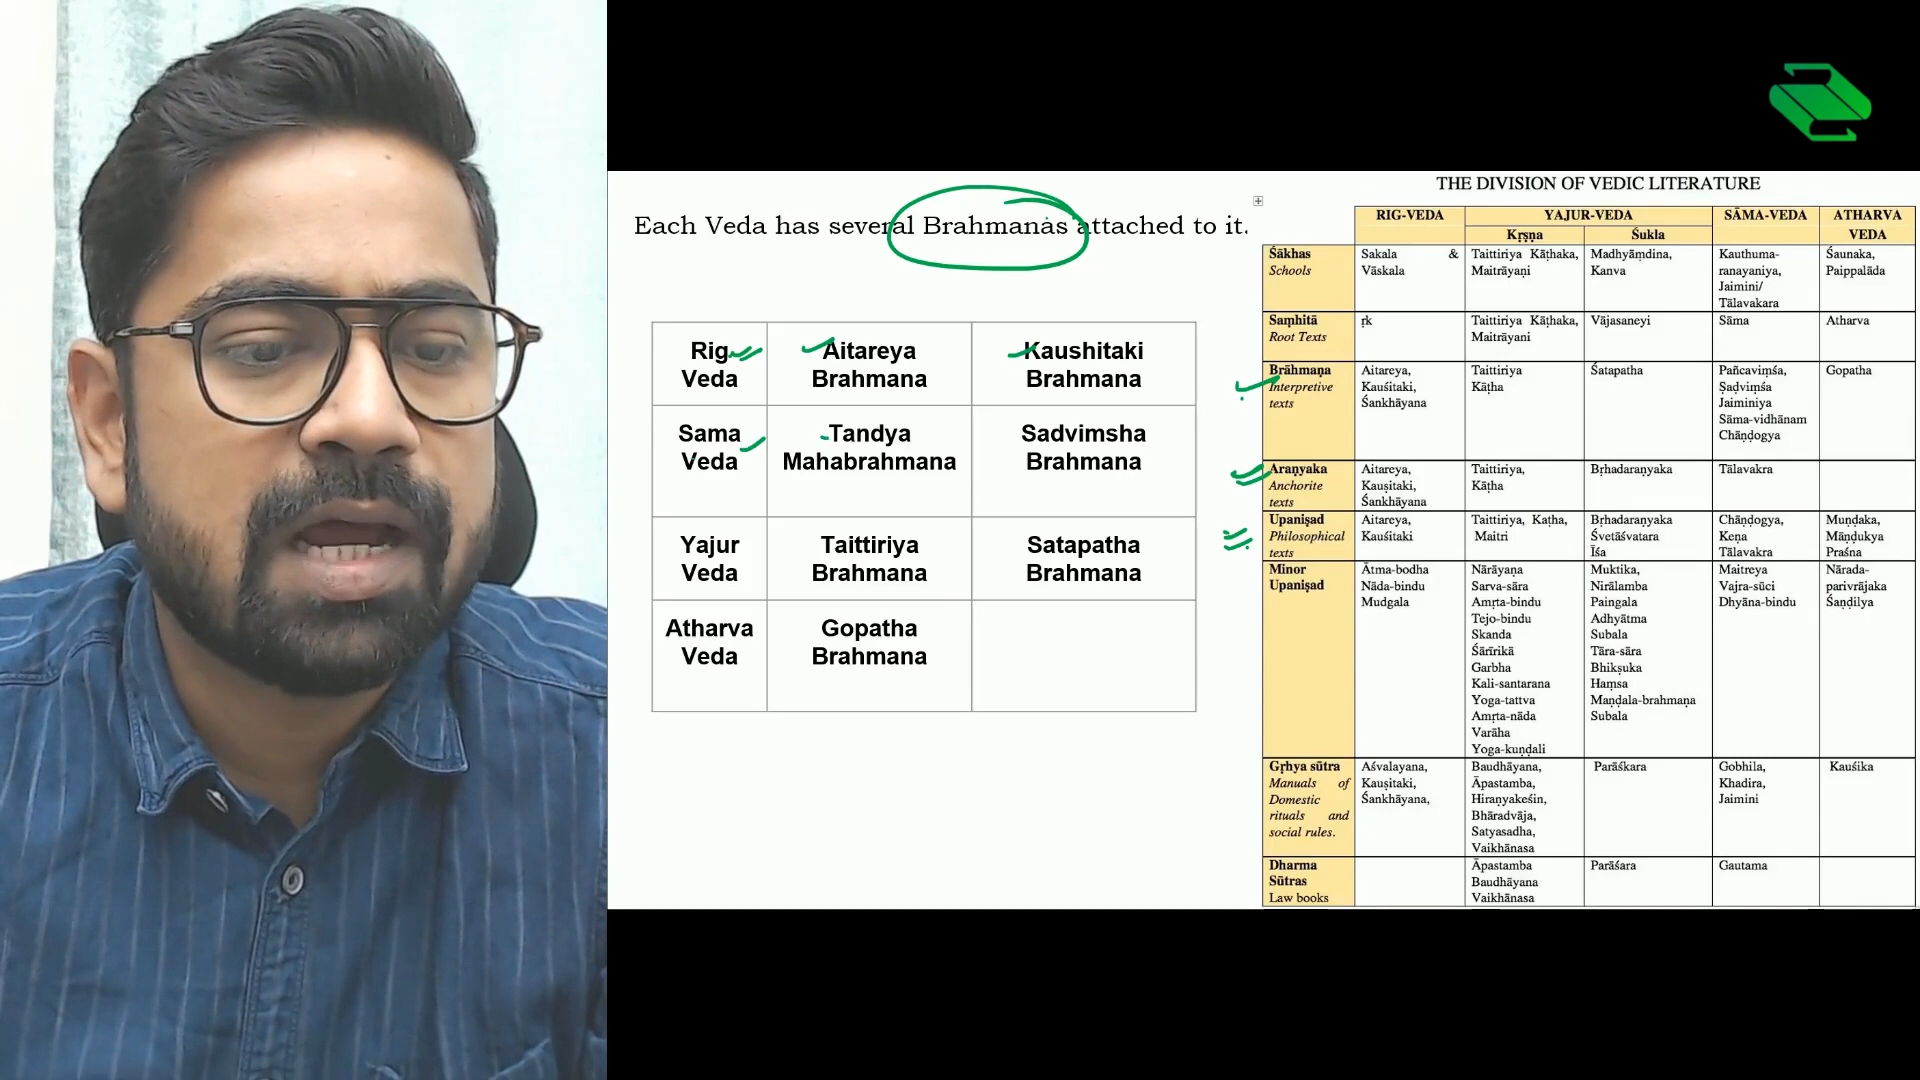 Each Veda has several Brahmanas attached to it.
Rig
Veda
Aitareya
Brahmana
Kaushitaki
Brahmana
Sama
Veda
Tandya
Mahabrahmana
Sadvimsha
Brahmana
Yajur
Veda
Taittiriya
Brahmana
Satapatha
Brahmana
Atharva
Veda
Gopatha
Brahmana
THE DIVISION OF VEDIC LITERATURE
RIG-VEDA
YAJUR-VEDA
SĀMA-VEDA
ATHARVA
VEDA
Kṛṣṇa
Śukla
Śākhas
Schools
Sakala &
Vāskala
Taittiriya Kāṭhaka,
Maitrāyaṇi
Madhyāṃdina,
Kanva
Kauthuma-
ranayaniya,
Jaimini/
Tālavakara
Śaunaka,
Paippalāda
Saṃhitā
Root Texts
ṛk
Taittiriya Kāṭhaka,
Maitrāyani
Vājasaneyi
Sāma
Atharva
Brāhmaṇa
Interpretive
texts
Aitareya,
Kauśitaki,
Śankhāyana
Taittiriya
Kāṭha
Śatapatha
Pañcaviṃśa,
Ṣaḍviṃśa
Jaiminiya
Sāma-vidhānam
Chāṇḍogya
Gopatha
Araṇyaka
Anchorite
texts
Aitareya,
Kauṣitaki,
Śankhāyana
Taittiriya,
Kāṭha
Bṛhadaraṇyaka
Tālavakra
Upaniṣad
Philosophical
texts
Aitareya,
Kauśitaki
Taittiriya, Kaṭha,
Maitri
Bṛhadaraṇyaka
Śvetāśvatara
Īśa
Chāṇḍogya,
Keṇa
Tālavakra
Muṇḍaka,
Māṇḍukya
Praśna
Minor
Upaniṣad
Ātma-bodha
Nāda-bindu
Mudgala
Nārāyaṇa
Sarva-sāra
Amṛta-bindu
Tejo-bindu
Skanda
Śārīrikā
Garbha
Kali-santarana
Yoga-tattva
Amṛta-nāda
Varāha
Yoga-kuṇḍali
Muktika,
Nirālamba
Paingala
Adhyātma
Subala
Tāra-sāra
Bhikṣuka
Haṃsa
Maṇḍala-brahmaṇa
Subala
Maitreya
Vajra-sūci
Dhyāna-bindu
Nārada-
parivrājaka
Śaṇḍilya
Gṛhya sūtra
Manuals of
Domestic
rituals and
social rules.
Aśvalayana,
Kauṣitaki,
Śankhāyana,
Baudhāyana,
Āpastamba,
Hiraṇyakeśin,
Bhāradvāja,
Satyasadha,
Vaikhānasa
Parāśkara
Gobhila,
Khadira,
Jaimini
Kauśika
Dharma
Sūtras
Law books
Āpastamba
Baudhāyana
Vaikhānasa
Parāśara
Gautama